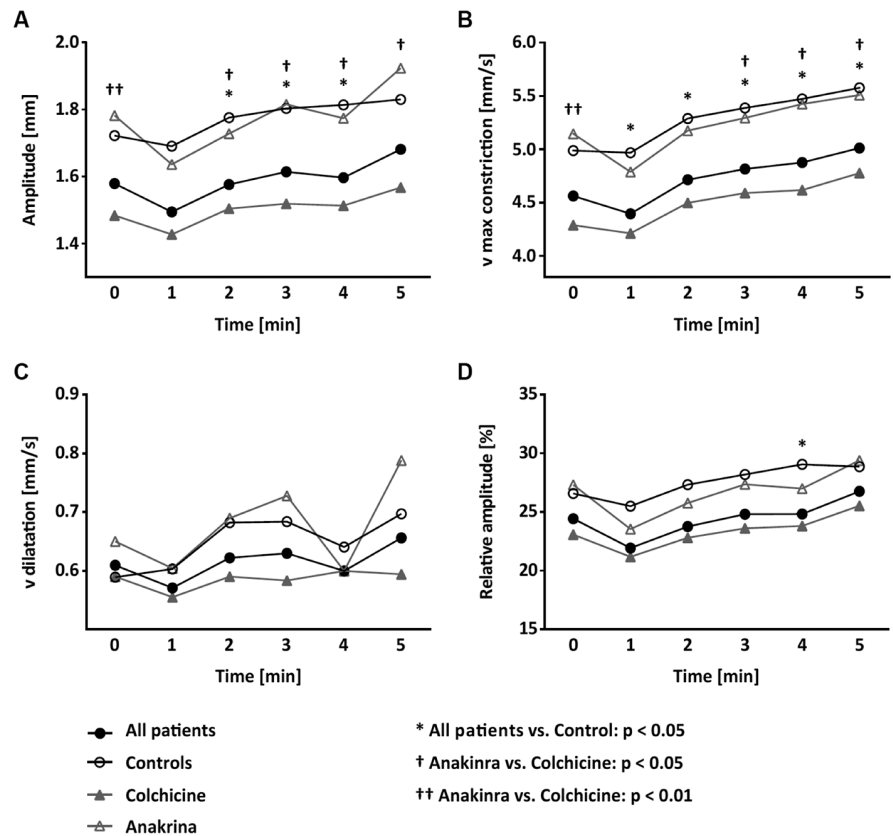 A
Amplitude [mm]
2.0
1.8
1.6
1.4
††
†
*
†
*
†
*
†
0 1 2 3 4 5
Time [min]
B
v max constriction [mm/s]
6.0
5.5
5.0
4.5
4.0
††
*
*
†
*
†
*
†
*
0 1 2 3 4 5
Time [min]
C
v dilatation [mm/s]
0.9
0.8
0.7
0.6
0 1 2 3 4 5
Time [min]
D
Relative amplitude [%]
35
30
25
20
15
*
0 1 2 3 4 5
Time [min]
All patients
Controls
Colchicine
Anakrina
* All patients vs. Control: p < 0.05
† Anakinra vs. Colchicine: p < 0.05
†† Anakinra vs. Colchicine: p < 0.01